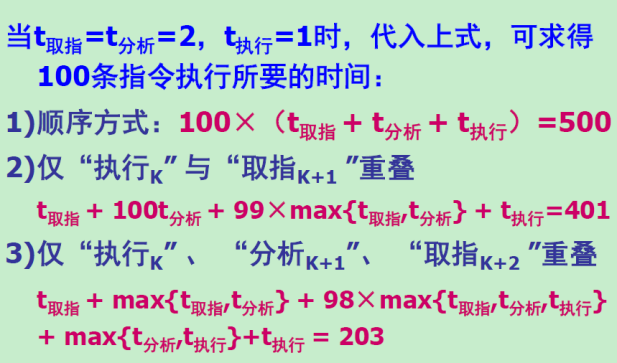 当t取指=t分析=2，t执行=1时，代入上式，可求得
100条指令执行所要的时间：
1)顺序方式：100×（t取指 + t分析 + t执行）=500
2)仅“执行K”与“取指K+1 ”重叠
t取指 + 100t分析 + 99×max{t取指,t分析} + t执行=401
3)仅“执行K”、 “分析K+1”、 “取指K+2 ”重叠
t取指 + max{t取指,t分析} + 98×max{t取指,t分析,t执行}
+ max{t分析,t执行}+t执行 = 203